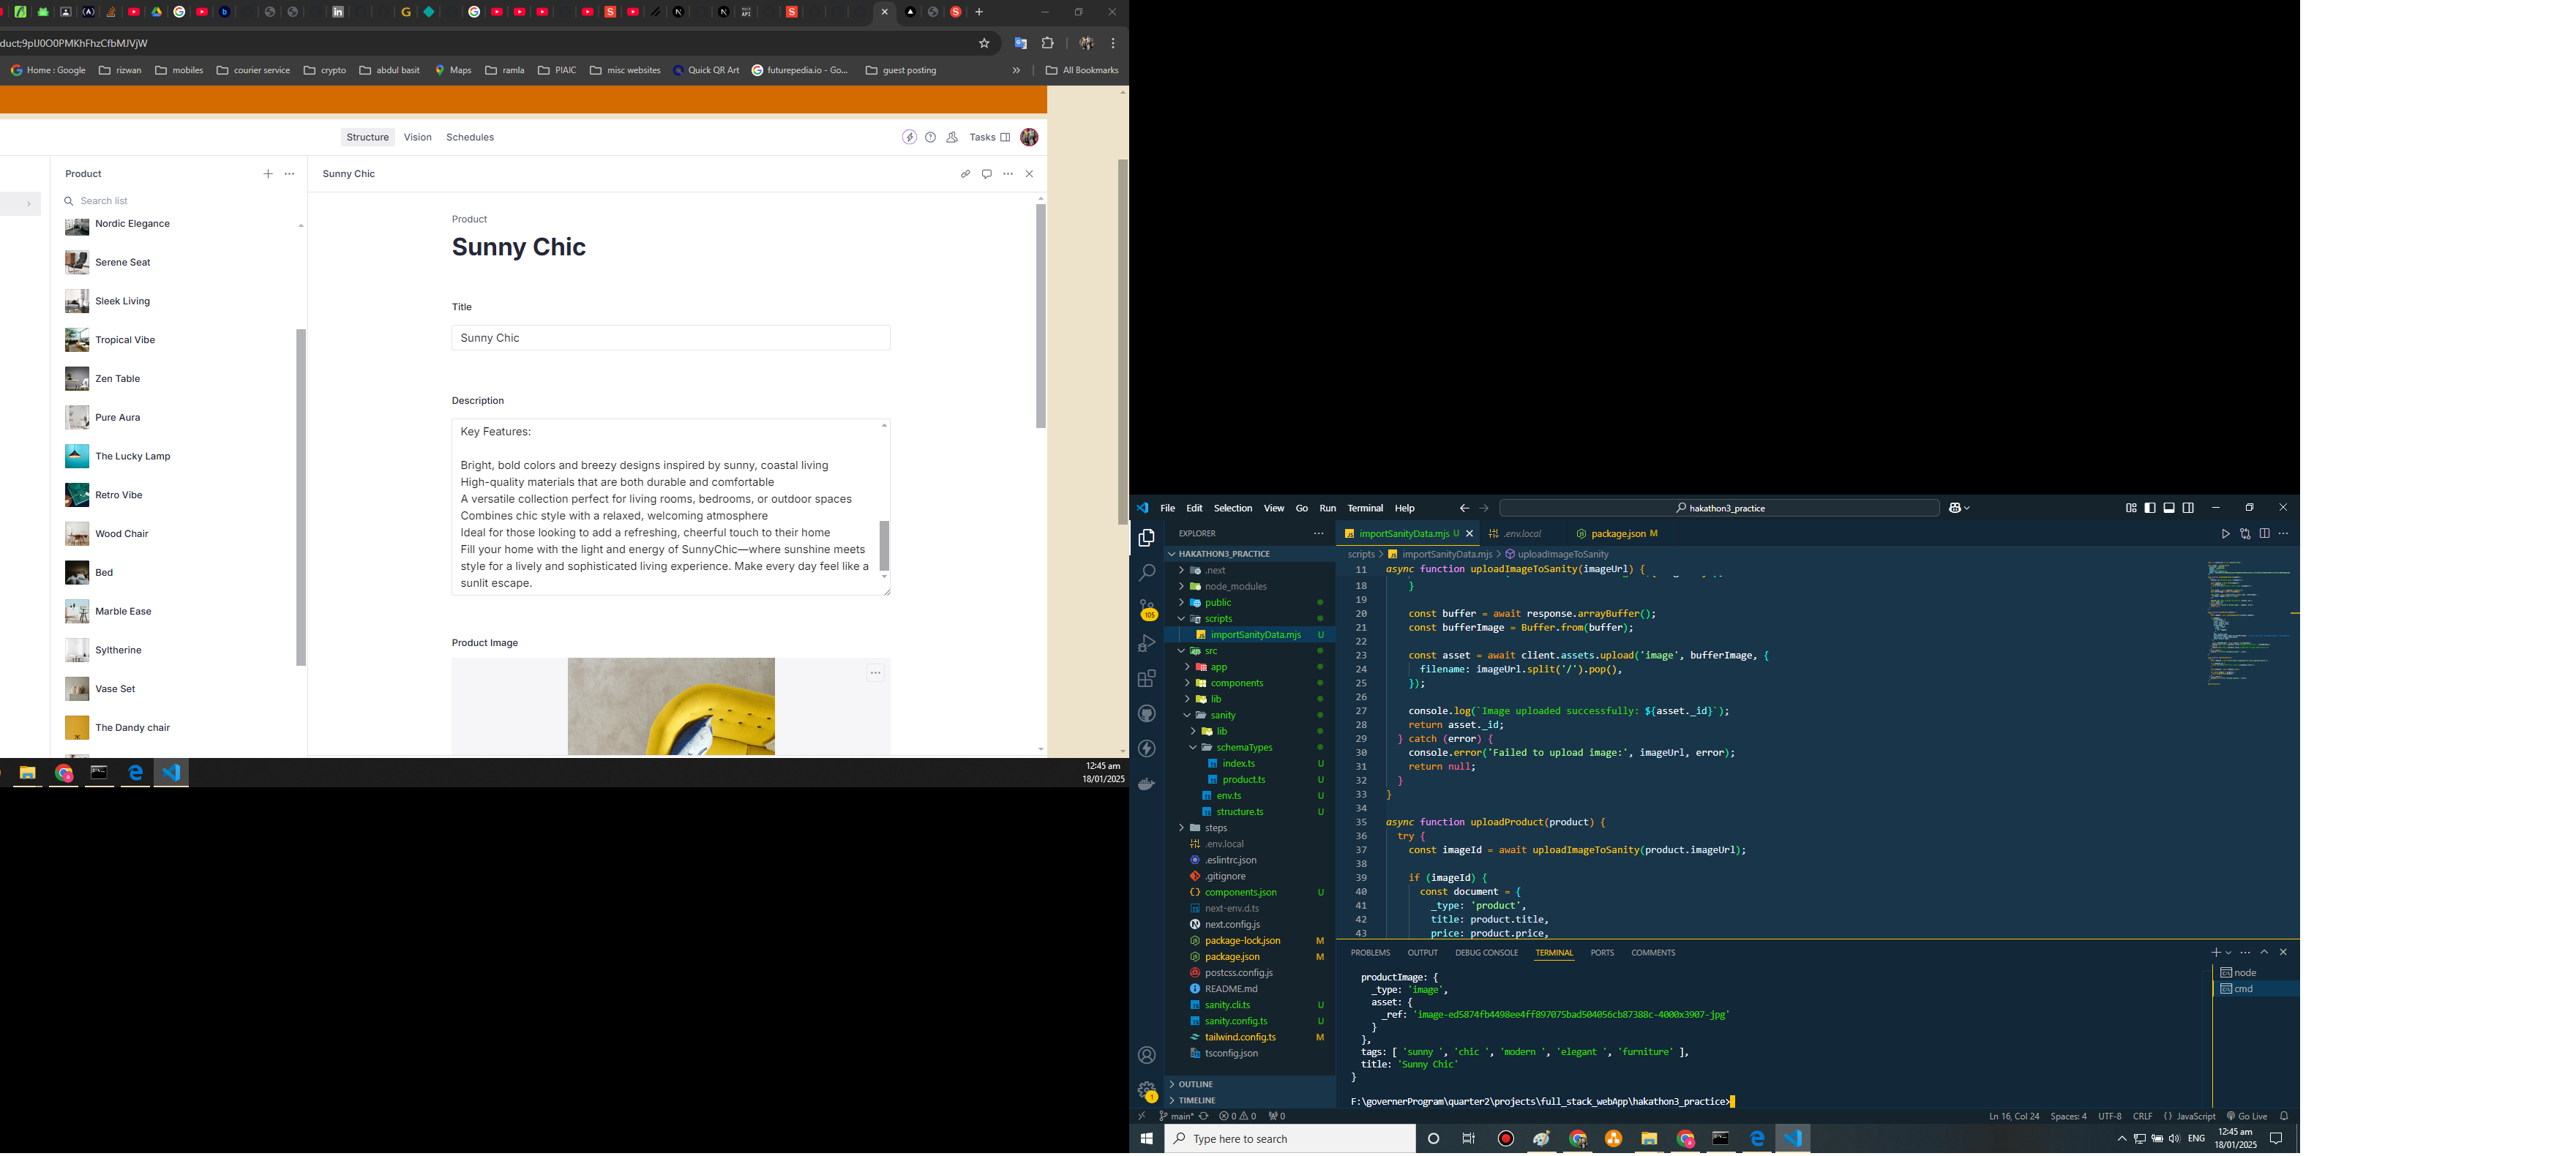 duct;9pIJ0O0PMKhFhzCfbMJVjW
Home : Google
rizwan
mobiles
courier service
crypto
abdul basit
Maps
ramla
PIAIC
misc websites
Quick QR Art
futurepedia.io - Go...
guest posting
»
All Bookmarks
Structure
Vision
Schedules
Tasks
Product
Search list
Nordic Elegance
Serene Seat
Sleek Living
Tropical Vibe
Zen Table
Pure Aura
The Lucky Lamp
Retro Vibe
Wood Chair
Bed
Marble Ease
Syltherine
Vase Set
The Dandy chair
Sunny Chic
Product
Sunny Chic
Title
Sunny Chic
Description
Key Features:
Bright, bold colors and breezy designs inspired by sunny, coastal living
High-quality materials that are both durable and comfortable
A versatile collection perfect for living rooms, bedrooms, or outdoor spaces
Combines chic style with a relaxed, welcoming atmosphere
Ideal for those looking to add a refreshing, cheerful touch to their home
Fill your home with the light and energy of SunnyChic—where sunshine meets
style for a lively and sophisticated living experience. Make every day feel like a
sunlit escape.
Product Image
12:45 am
18/01/2025
File Edit Selection View Go Run Terminal Help
hakathon3_practice
EXPLORER
HAKATHON3_PRACTICE
.next
node_modules
public
scripts
importSanityData.mjs U
src
app
components
lib
sanity
lib
schemaTypes
index.ts U
product.ts U
env.ts U
structure.ts U
steps
.env.local
.eslintrc.json
.gitignore
components.json U
next-env.d.ts
next.config.js
package-lock.json M
package.json M
postcss.config.js
README.md
sanity.cli.ts U
sanity.config.ts U
tailwind.config.ts M
tsconfig.json
OUTLINE
TIMELINE
105
1
importSanityData.mjs U
.env.local
package.json M
scripts > importSanityData.mjs > uploadImageToSanity
11 async function uploadImageToSanity(imageUrl) {
18 }
19
20 const buffer = await response.arrayBuffer();
21 const bufferImage = Buffer.from(buffer);
22
23 const asset = await client.assets.upload('image', bufferImage, {
24 filename: imageUrl.split('/').pop(),
25 });
26
27 console.log(`Image uploaded successfully: ${asset._id}`);
28 return asset._id;
29 } catch (error) {
30 console.error('Failed to upload image:', imageUrl, error);
31 return null;
32 }
33 }
34
35 async function uploadProduct(product) {
36 try {
37 const imageId = await uploadImageToSanity(product.imageUrl);
38
39 if (imageId) {
40 const document = {
41 _type: 'product',
42 title: product.title,
43 price: product.price,
PROBLEMS OUTPUT DEBUG CONSOLE TERMINAL PORTS COMMENTS
productImage: {
_type: 'image',
asset: {
_ref: 'image-ed5874fb4498ee4ff897075bad504056cb87388c-4000x3907-jpg'
}
},
tags: [ 'sunny ', 'chic ', 'modern ', 'elegant ', 'furniture' ],
title: 'Sunny Chic'
}
F:\governerProgram\quarter2\projects\full_stack_webApp\hakathon3_practice>
node
cmd
main* 0 0 0
Ln 16, Col 24 Spaces: 4 UTF-8 CRLF {} JavaScript Go Live
Type here to search
ENG
12:45 am
18/01/2025